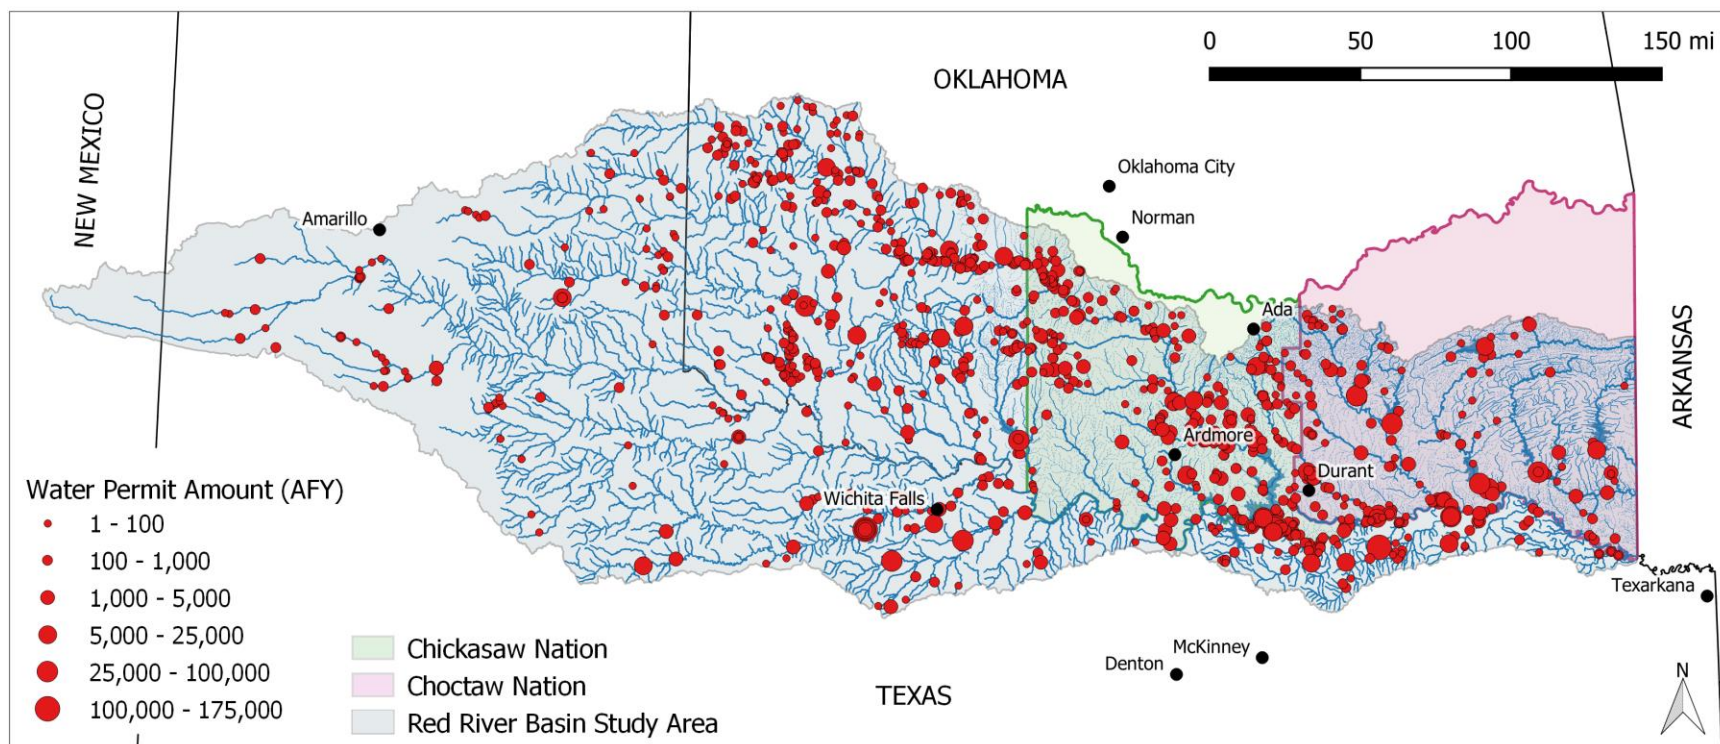 0 50 100 150 mi
OKLAHOMA
NEW MEXICO
Oklahoma City
Amarillo
Norman
Ada
ARKANSAS
Ardmore
Durant
Wichita Falls
Texarkana
McKinney
Denton
TEXAS
N
Water Permit Amount (AFY)
1 - 100
100 - 1,000
1,000 - 5,000
5,000 - 25,000
25,000 - 100,000
100,000 - 175,000
Chickasaw Nation
Choctaw Nation
Red River Basin Study Area